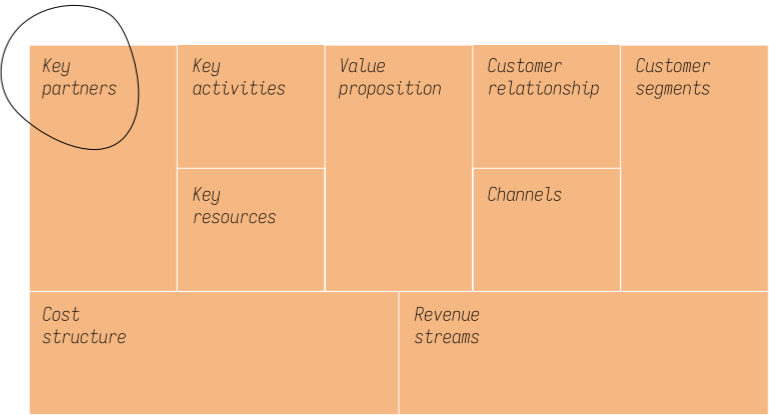 Key
partners
Key
activities
Value
proposition
Customer
relationship
Customer
segments
Key
resources
Channels
Cost
structure
Revenue
streams